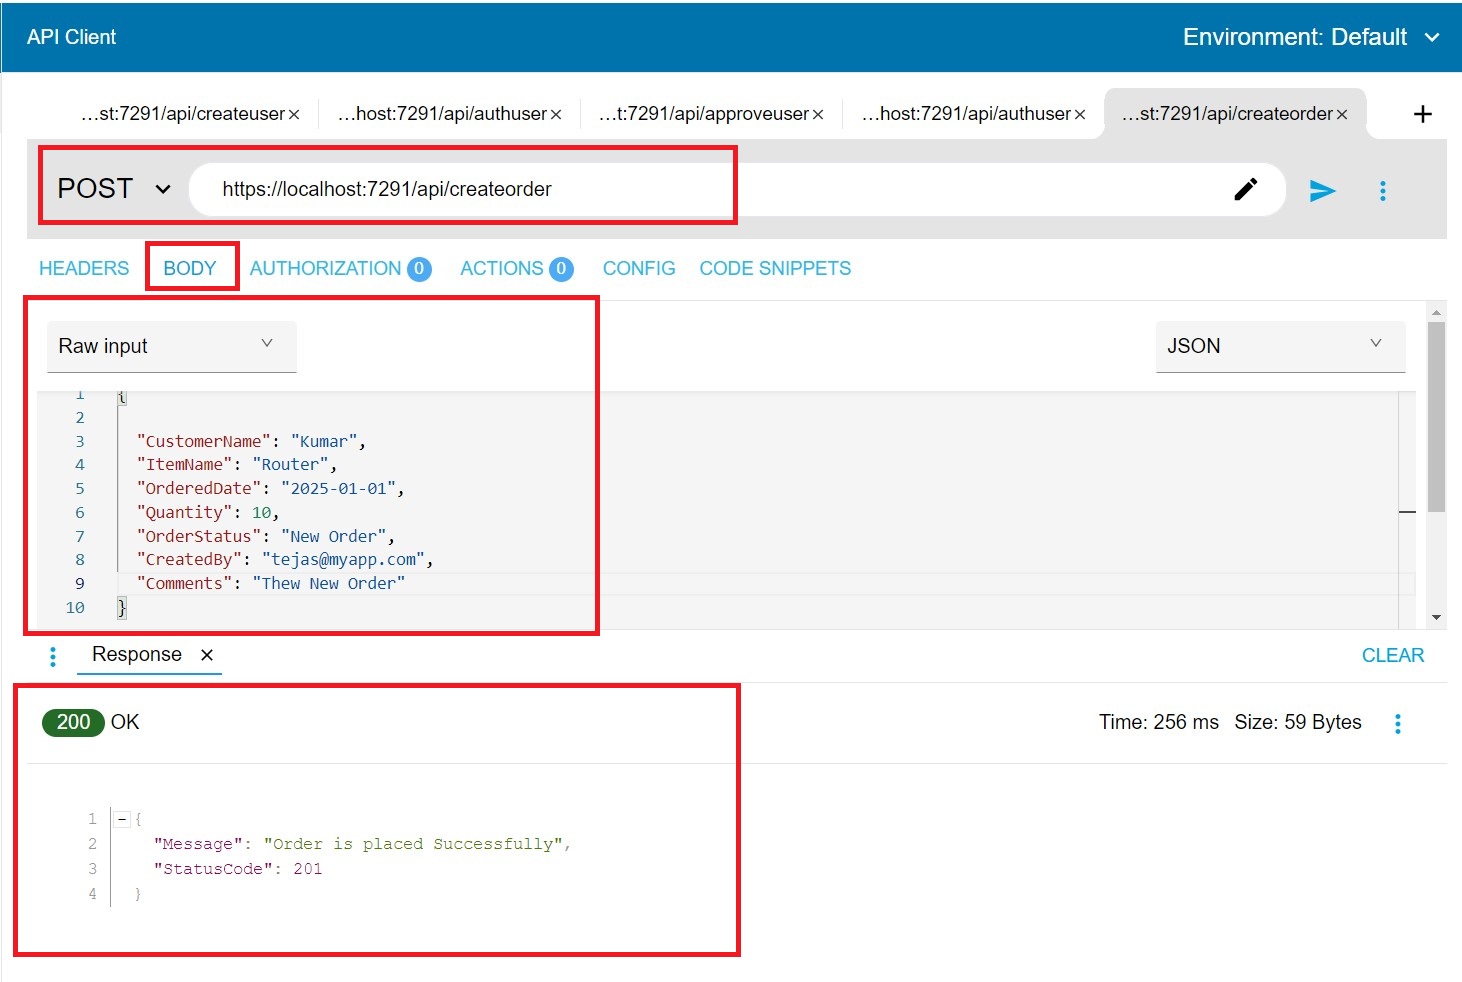 API Client Environment: Default
...st:7291/api/createuser× ...host:7291/api/authuser× ...t:7291/api/approveuser× ...host:7291/api/authuser× ...st:7291/api/createorder× +
POST https://localhost:7291/api/createorder
HEADERS BODY AUTHORIZATION 0 ACTIONS 0 CONFIG CODE SNIPPETS
Raw input JSON
1 {
2
3 "CustomerName": "Kumar",
4 "ItemName": "Router",
5 "OrderedDate": "2025-01-01",
6 "Quantity": 10,
7 "OrderStatus": "New Order",
8 "CreatedBy": "tejas@myapp.com",
9 "Comments": "Thew New Order"
10 }
Response × CLEAR
200 OK Time: 256 ms Size: 59 Bytes
1 {
2 "Message": "Order is placed Successfully",
3 "StatusCode": 201
4 }